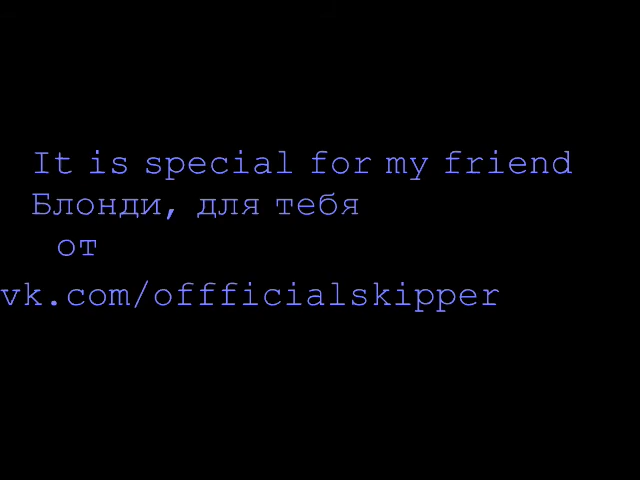 It is special for my friend
Блонди, для тебя
от
vk.com/offficialskipper